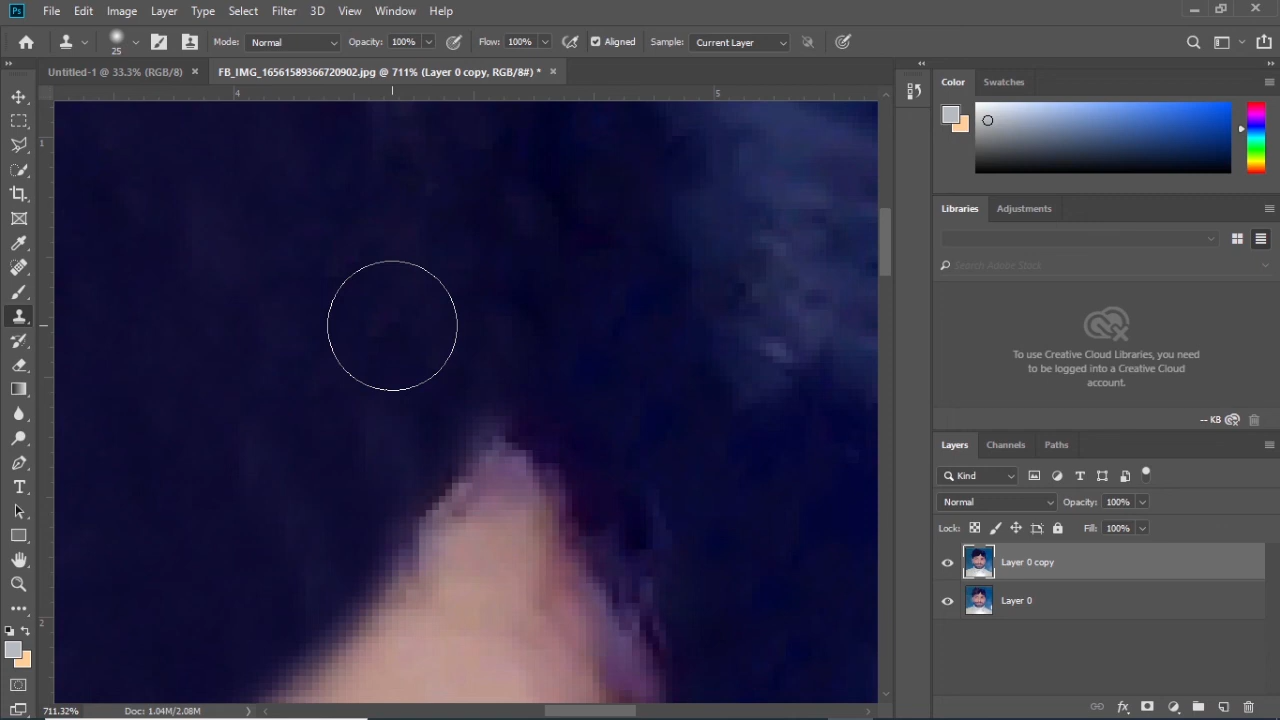 Ps File Edit Image Layer Type Select Filter 3D View Window Help
25 Mode: Normal Opacity: 100% Flow: 100% Aligned Sample: Current Layer
Untitled-1 @ 33.3% (RGB/8) × FB_IMG_16561589366720902.jpg @ 711% (Layer 0 copy, RGB/8#) * ×
4 5
1
2
Color Swatches
Libraries Adjustments
Search Adobe Stock
To use Creative Cloud Libraries, you need
to be logged into a Creative Cloud
account.
-- KB
Layers Channels Paths
Kind
Normal Opacity: 100%
Lock: Fill: 100%
Layer 0 copy
Layer 0
711.32% Doc: 1.04M/2.08M